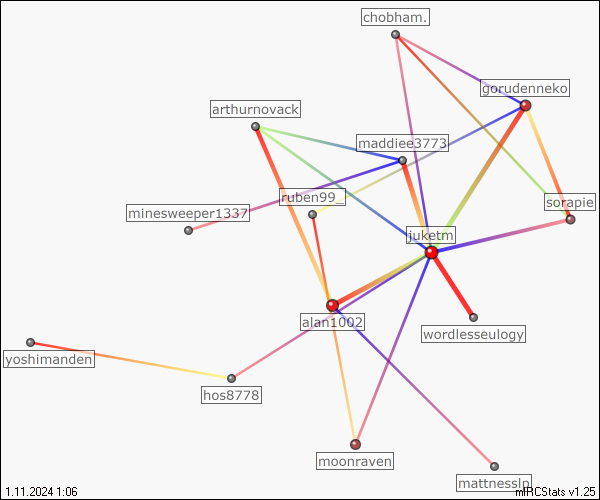 chobham.
gorudenneko
arthurnovack
maddiee3773
ruben99_
sorapie
minesweeper1337
juketm
alan1002
wordlesseulogy
yoshimanden
hos8778
moonraven
mattnesslp
1.11.2024 1:06
mIRCStats v1.25